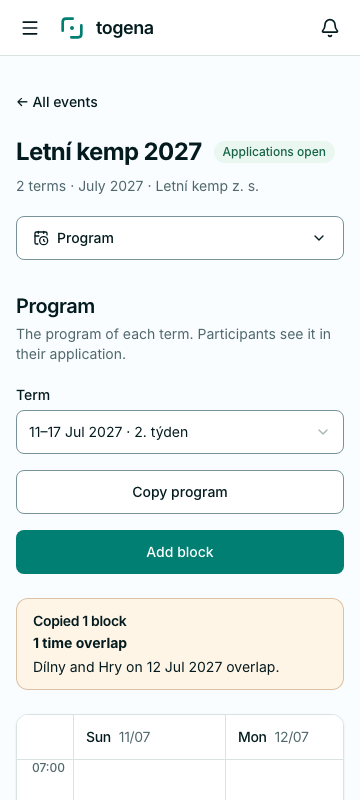 togena
← All events
Letní kemp 2027 Applications open
2 terms · July 2027 · Letní kemp z. s.
Program
Program
The program of each term. Participants see it in
their application.
Term
11–17 Jul 2027 · 2. týden
Copy program
Add block
Copied 1 block
1 time overlap
Dílny and Hry on 12 Jul 2027 overlap.
Sun 11/07 Mon 12/07
07:00